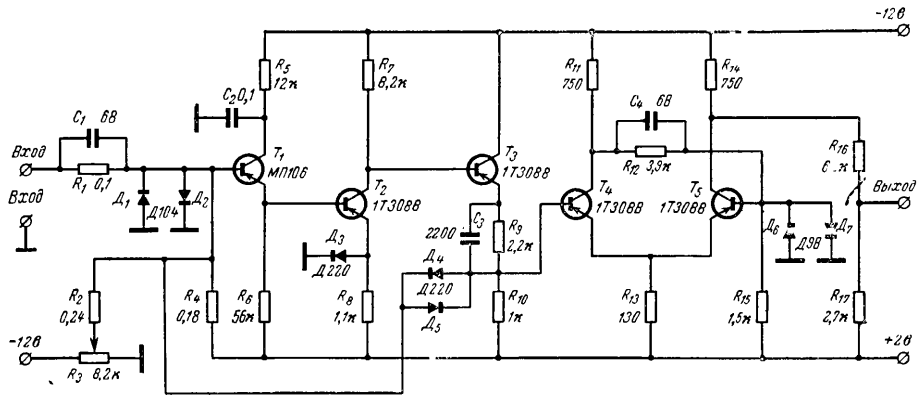 -12в
R5
12к
R7
8,2к
R11
750
R14
750
C2 0,1
C1 6В
C4 6В
Вход
R1 0,1
T1
МП106
T3
1Т308В
R12 3,9к
R16
Вход
Д1
Д104
Д2
T2
1Т308В
C3
2200
R9
2,2к
T4
1Т308В
T5
1Т308В
Выход
Д3
Д220
Д4
Д220
Д5
Д6
Д9В
Д7
R2
0,24
R4
0,18
R6
56к
R8
1,1к
R10
1к
R13
130
R15
1,5к
R17
2,7к
-12в
R3 8,2к
+2в